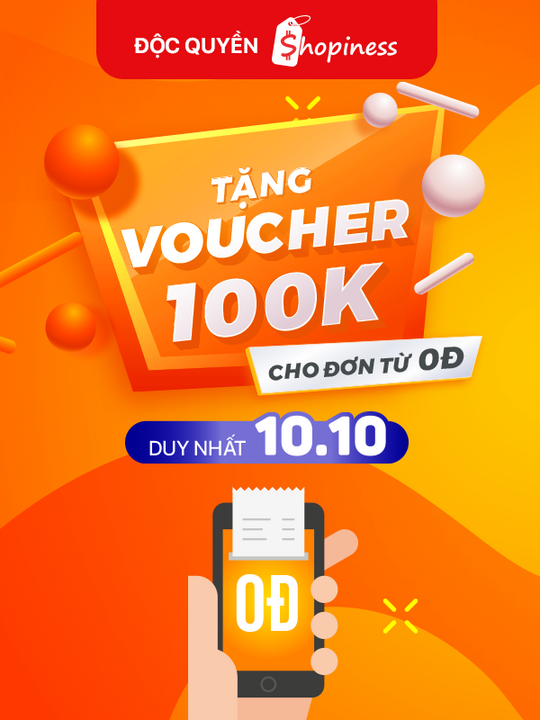 ĐỘC QUYỀN Shopiness
TẶNG
VOUCHER
100K
CHO ĐƠN TỪ 0Đ
DUY NHẤT 10.10
0Đ